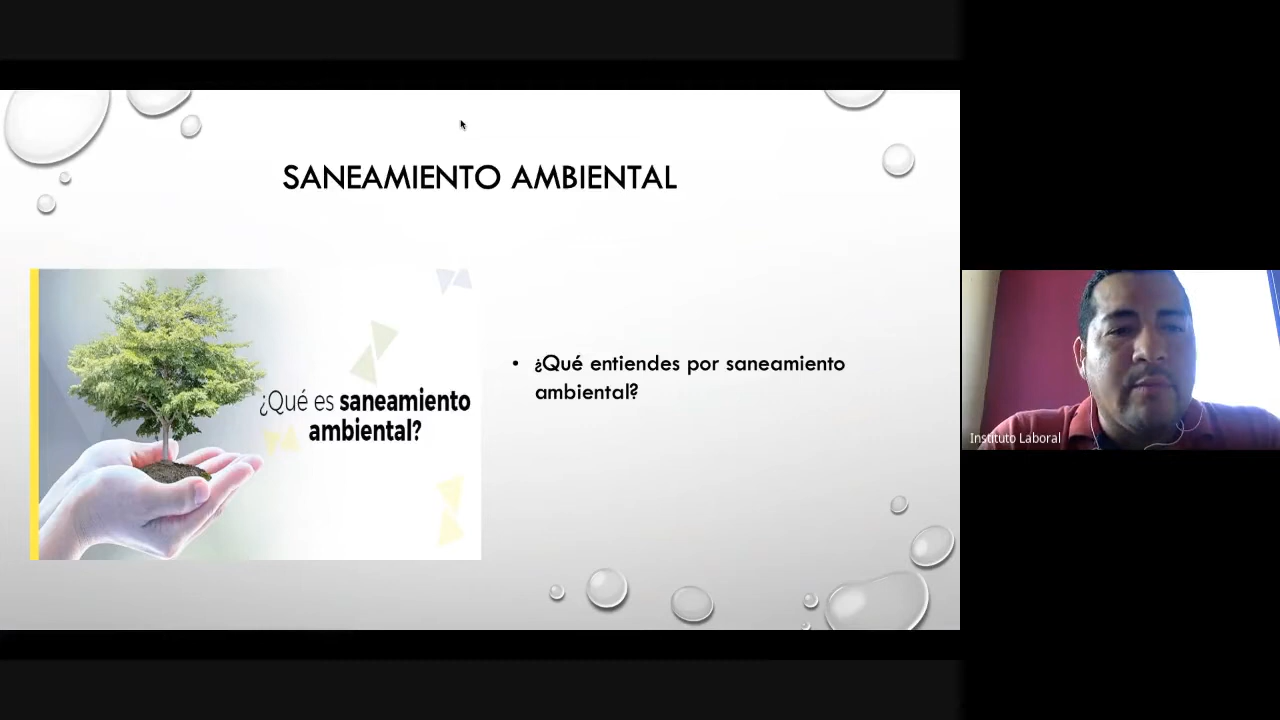 SANEAMIENTO AMBIENTAL
¿Qué es saneamiento
ambiental?
• ¿Qué entiendes por saneamiento
ambiental?
Instituto Laboral